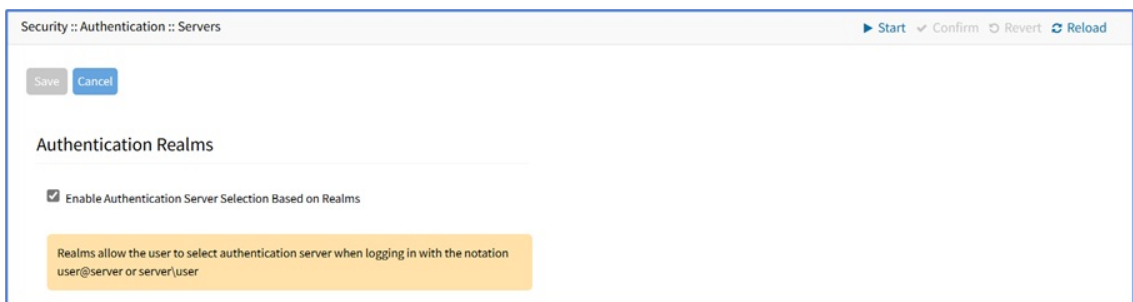 Security :: Authentication :: Servers
Start Confirm Revert Reload
Save Cancel
Authentication Realms
Enable Authentication Server Selection Based on Realms
Realms allow the user to select authentication server when logging in with the notation
user@server or server\user